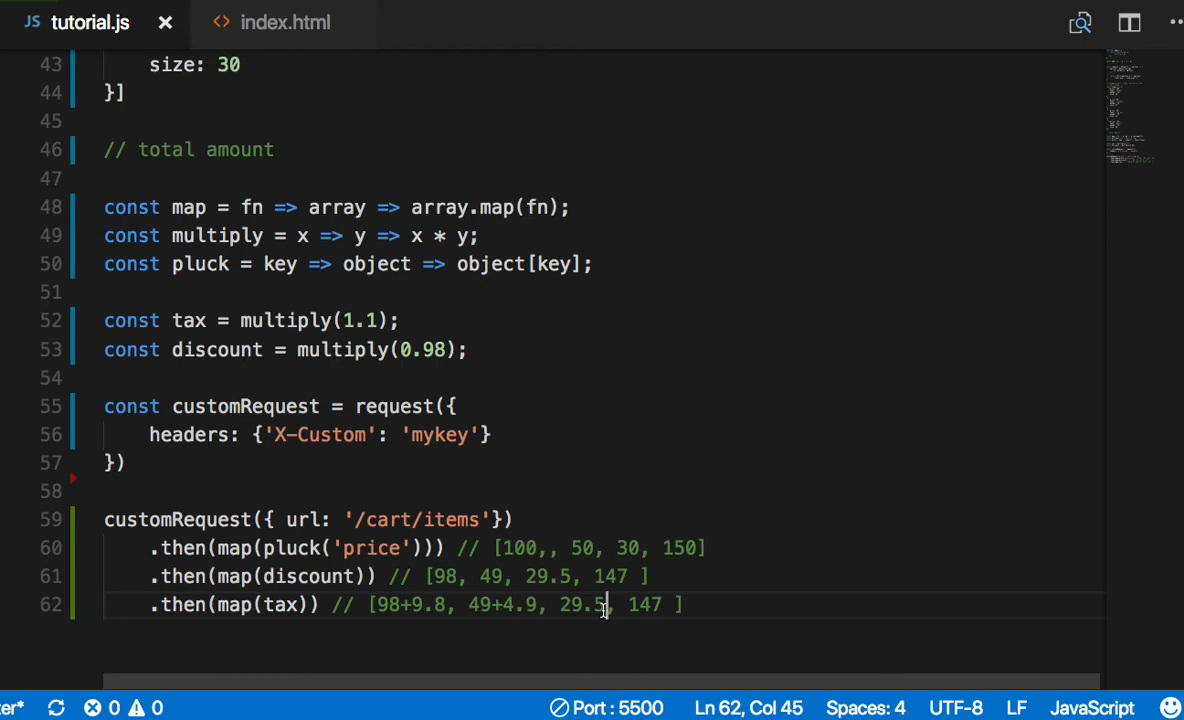 JS tutorial.js × <> index.html
43 size: 30
44 }]
45
46 // total amount
47
48 const map = fn => array => array.map(fn);
49 const multiply = x => y => x * y;
50 const pluck = key => object => object[key];
51
52 const tax = multiply(1.1);
53 const discount = multiply(0.98);
54
55 const customRequest = request({
56 headers: {'X-Custom': 'mykey'}
57 })
58
59 customRequest({ url: '/cart/items'})
60 .then(map(pluck('price'))) // [100,, 50, 30, 150]
61 .then(map(discount)) // [98, 49, 29.5, 147 ]
62 .then(map(tax)) // [98+9.8, 49+4.9, 29.5, 147 ]
ter* 0 0 Port : 5500 Ln 62, Col 45 Spaces: 4 UTF-8 LF JavaScript